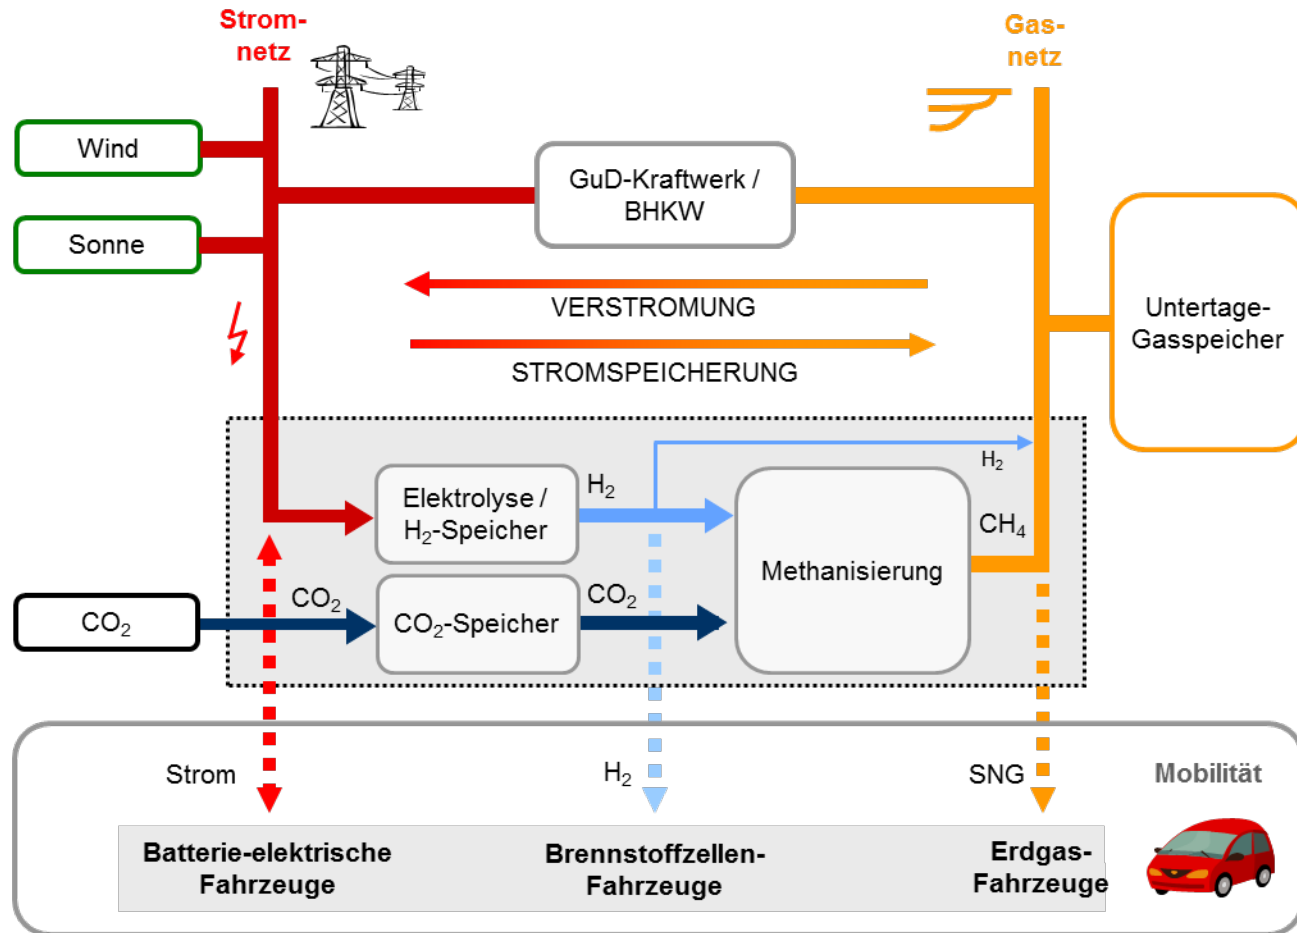 Strom-
netz
Gas-
netz
Wind
GuD-Kraftwerk /
BHKW
Sonne
VERSTROMUNG
Untertage-
Gasspeicher
STROMSPEICHERUNG
H₂
Elektrolyse /
H₂-Speicher
H₂
CH₄
Methanisierung
CO₂
CO₂
CO₂-Speicher
CO₂
Strom
H₂
SNG
Mobilität
Batterie-elektrische
Fahrzeuge
Brennstoffzellen-
Fahrzeuge
Erdgas-
Fahrzeuge